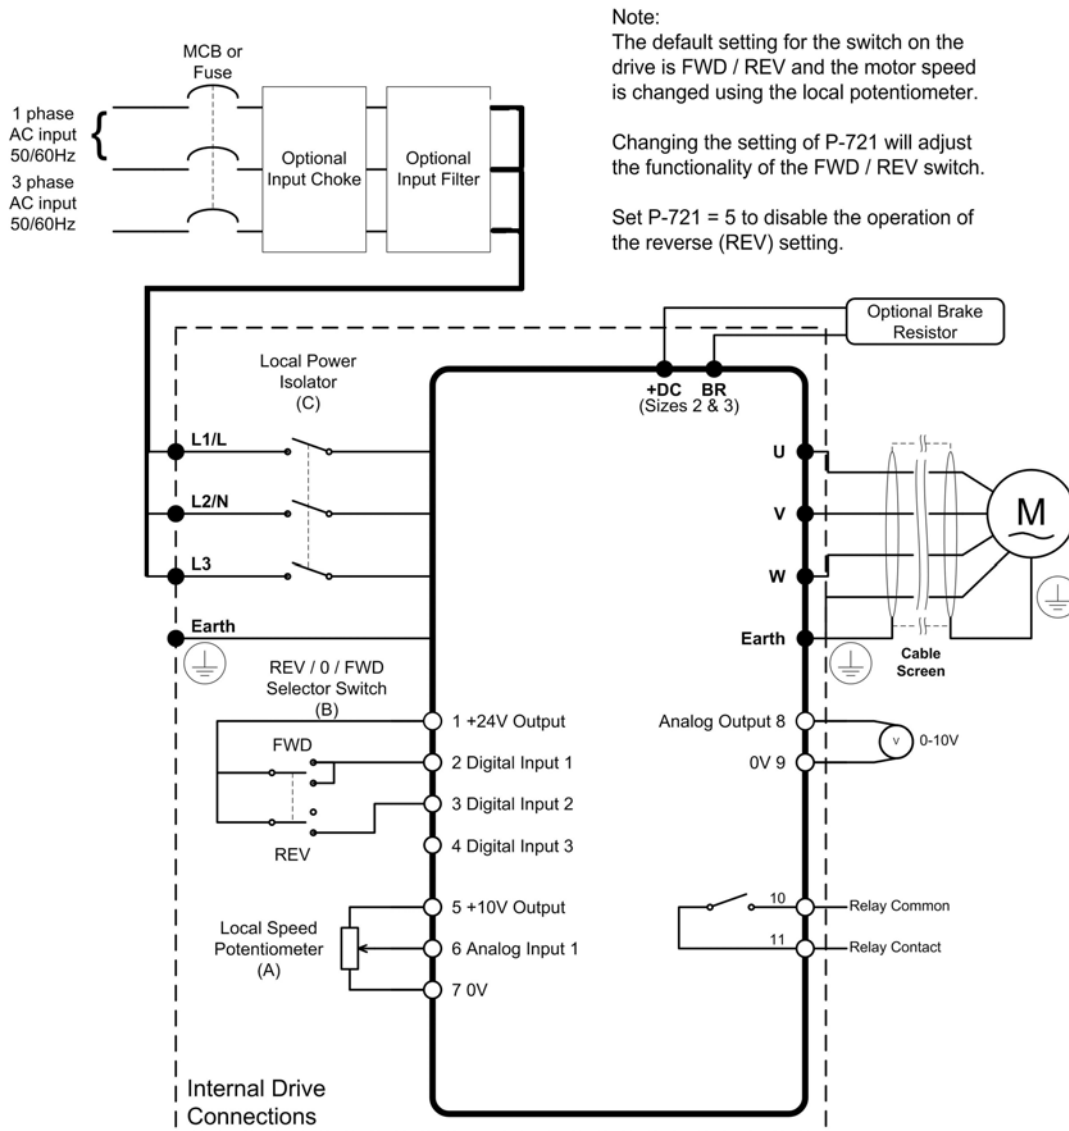 Note:
The default setting for the switch on the
drive is FWD / REV and the motor speed
is changed using the local potentiometer.
Changing the setting of P-721 will adjust
the functionality of the FWD / REV switch.
Set P-721 = 5 to disable the operation of
the reverse (REV) setting.
MCB or
Fuse
1 phase
AC input
50/60Hz
{
3 phase
AC input
50/60Hz
Optional
Input Choke
Optional
Input Filter
Optional Brake
Resistor
Local Power
Isolator
(C)
+DC BR
(Sizes 2 & 3)
L1/L
L2/N
L3
Earth
U
V
W
Earth
M
Cable
Screen
REV / 0 / FWD
Selector Switch
(B)
FWD
REV
1 +24V Output
2 Digital Input 1
3 Digital Input 2
4 Digital Input 3
5 +10V Output
6 Analog Input 1
7 0V
Local Speed
Potentiometer
(A)
Analog Output 8
0V 9
V
0-10V
10
Relay Common
11
Relay Contact
Internal Drive
Connections